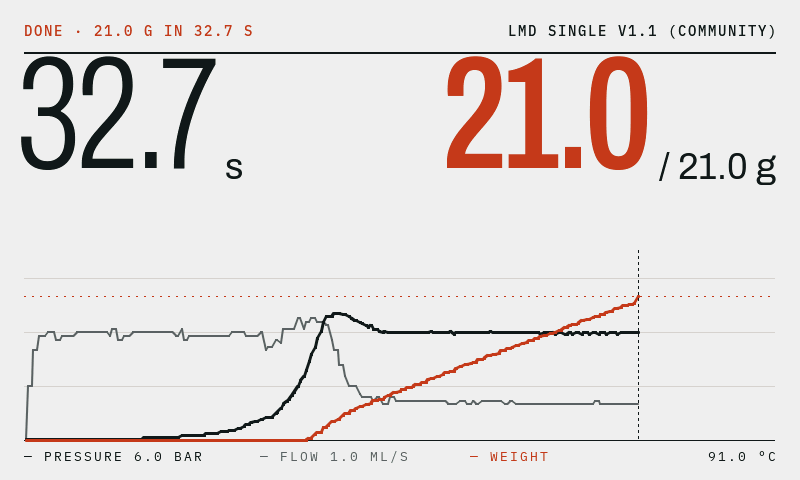 DONE · 21.0 G IN 32.7 S
LMD SINGLE V1.1 (COMMUNITY)
32.7 s
21.0 / 21.0 g
— PRESSURE 6.0 BAR
— FLOW 1.0 ML/S
— WEIGHT
91.0 °C